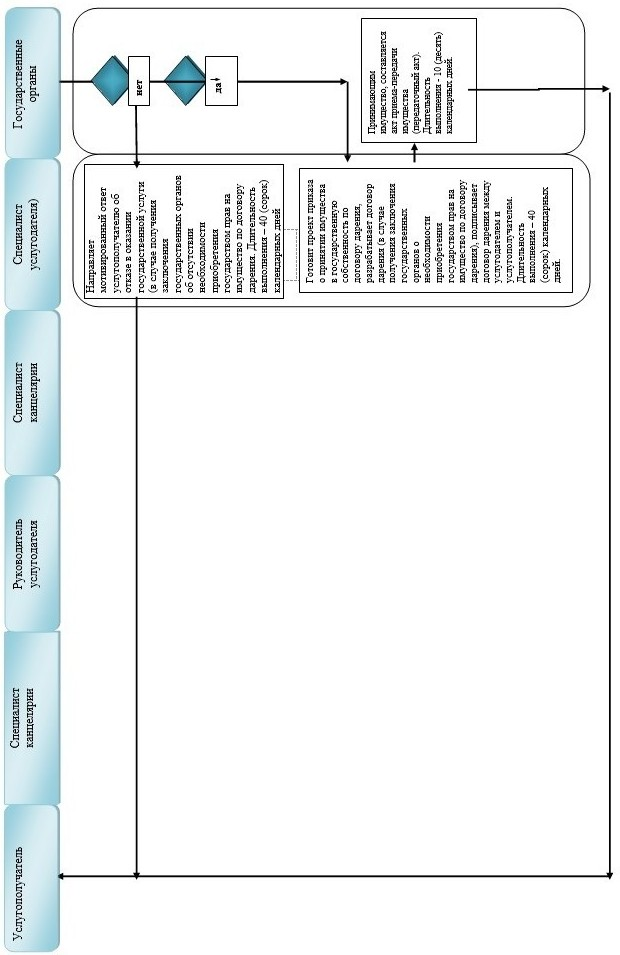 Услугополучатель
Специалист
канцелярии
Руководитель
услугодателя
Специалист
канцелярии
Специалист
услугодателя)
Государственные
органы
нет
да
Направляет
мотивированный ответ
услугополучателю об
отказе в оказании
государственной услуги
(в случае получения
заключения
государственных органов
об отсутствии
необходимости
приобретения
государством прав на
имущество по договору
дарения. Длительность
выполнения – 40 (сорок)
календарных дней
Готовит проект приказа
о принятии имущества
в государственную
собственность по
договору дарения,
разрабатывает договор
дарения (в случае
получения заключения
государственных
органов о
необходимости
приобретения
государством прав на
имущество по договору
дарения), подписывает
договор дарения между
услугодателем и
услугополучателем.
Длительность
выполнения – 40
(сорок) календарных
дней.
Принимающим
имущество, составляется
акт приема-передачи
имущества
(передаточный акт).
Длительность
выполнения - 10 (десять)
календарных дней.